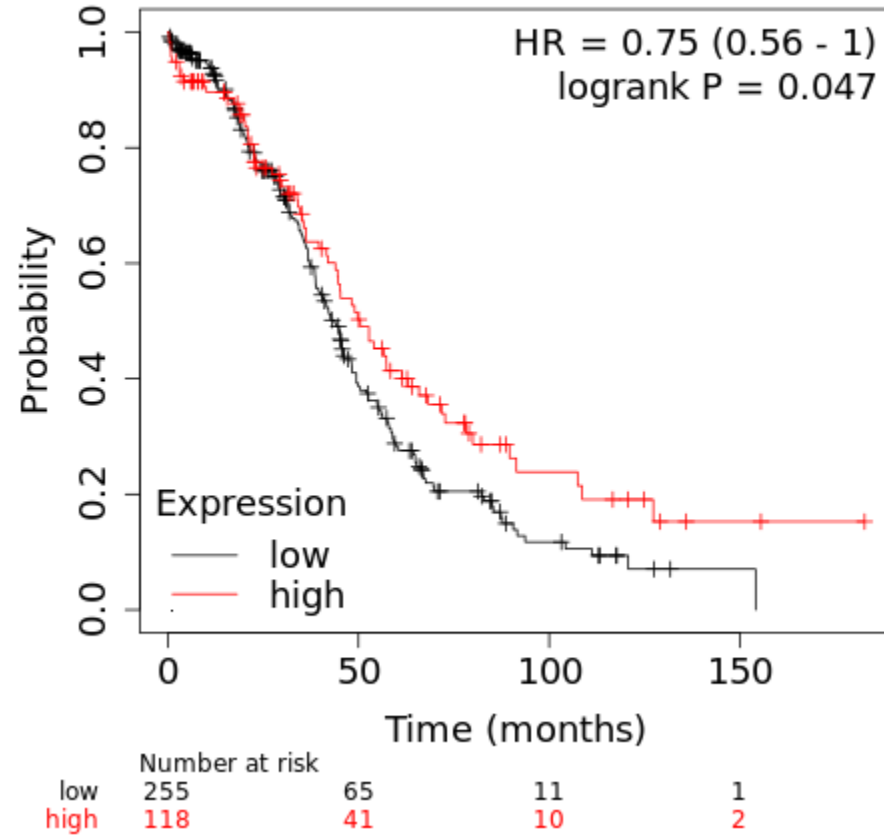 HR = 0.75 (0.56 - 1)
logrank P = 0.047
1.0
0.8
0.6
0.4
0.2
0.0
Probability
Expression
low
high
0 50 100 150
Time (months)
Number at risk
low 255 65 11 1
high 118 41 10 2